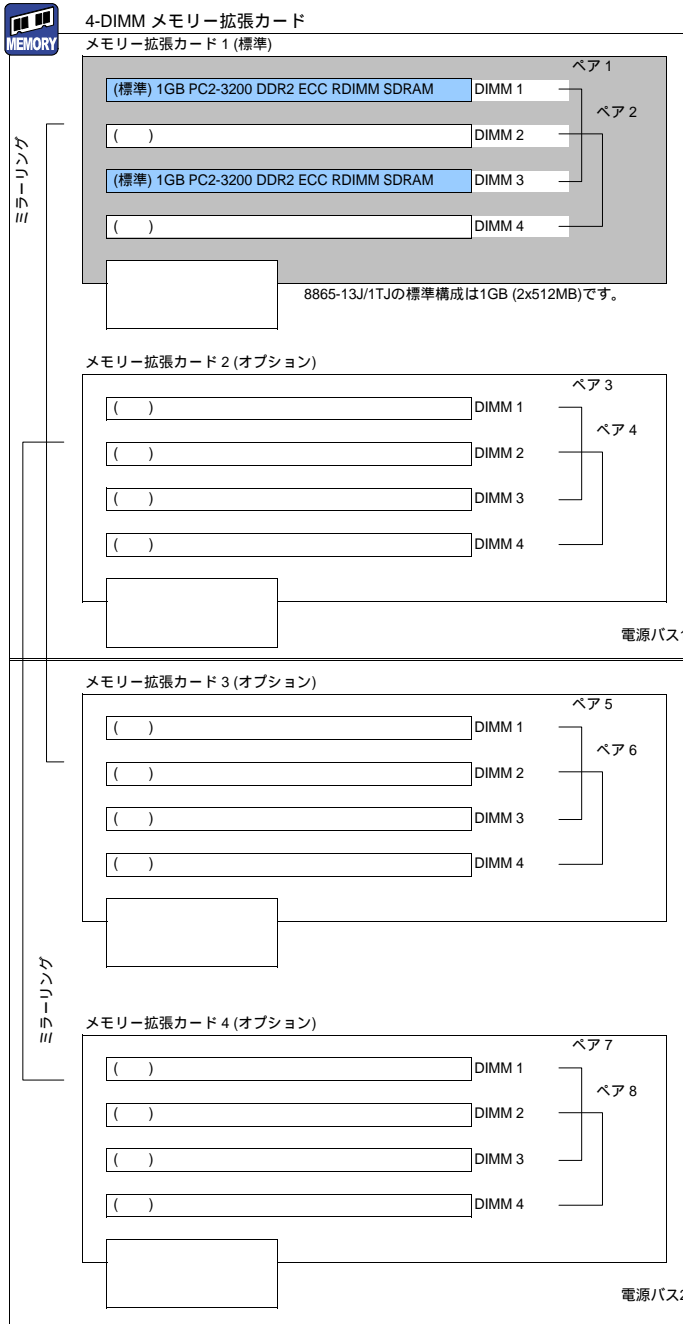 MEMORY
4-DIMM メモリー拡張カード
メモリー拡張カード 1 (標準)
ペア 1
(標準) 1GB PC2-3200 DDR2 ECC RDIMM SDRAM DIMM 1
ペア 2
( ) DIMM 2
ミラーリング
(標準) 1GB PC2-3200 DDR2 ECC RDIMM SDRAM DIMM 3
( ) DIMM 4
8865-13J/1TJの標準構成は1GB (2x512MB)です。
メモリー拡張カード 2 (オプション)
ペア 3
( ) DIMM 1
ペア 4
( ) DIMM 2
( ) DIMM 3
( ) DIMM 4
電源バス1
メモリー拡張カード 3 (オプション)
ペア 5
( ) DIMM 1
ペア 6
( ) DIMM 2
( ) DIMM 3
( ) DIMM 4
ミラーリング
メモリー拡張カード 4 (オプション)
ペア 7
( ) DIMM 1
ペア 8
( ) DIMM 2
( ) DIMM 3
( ) DIMM 4
電源バス2